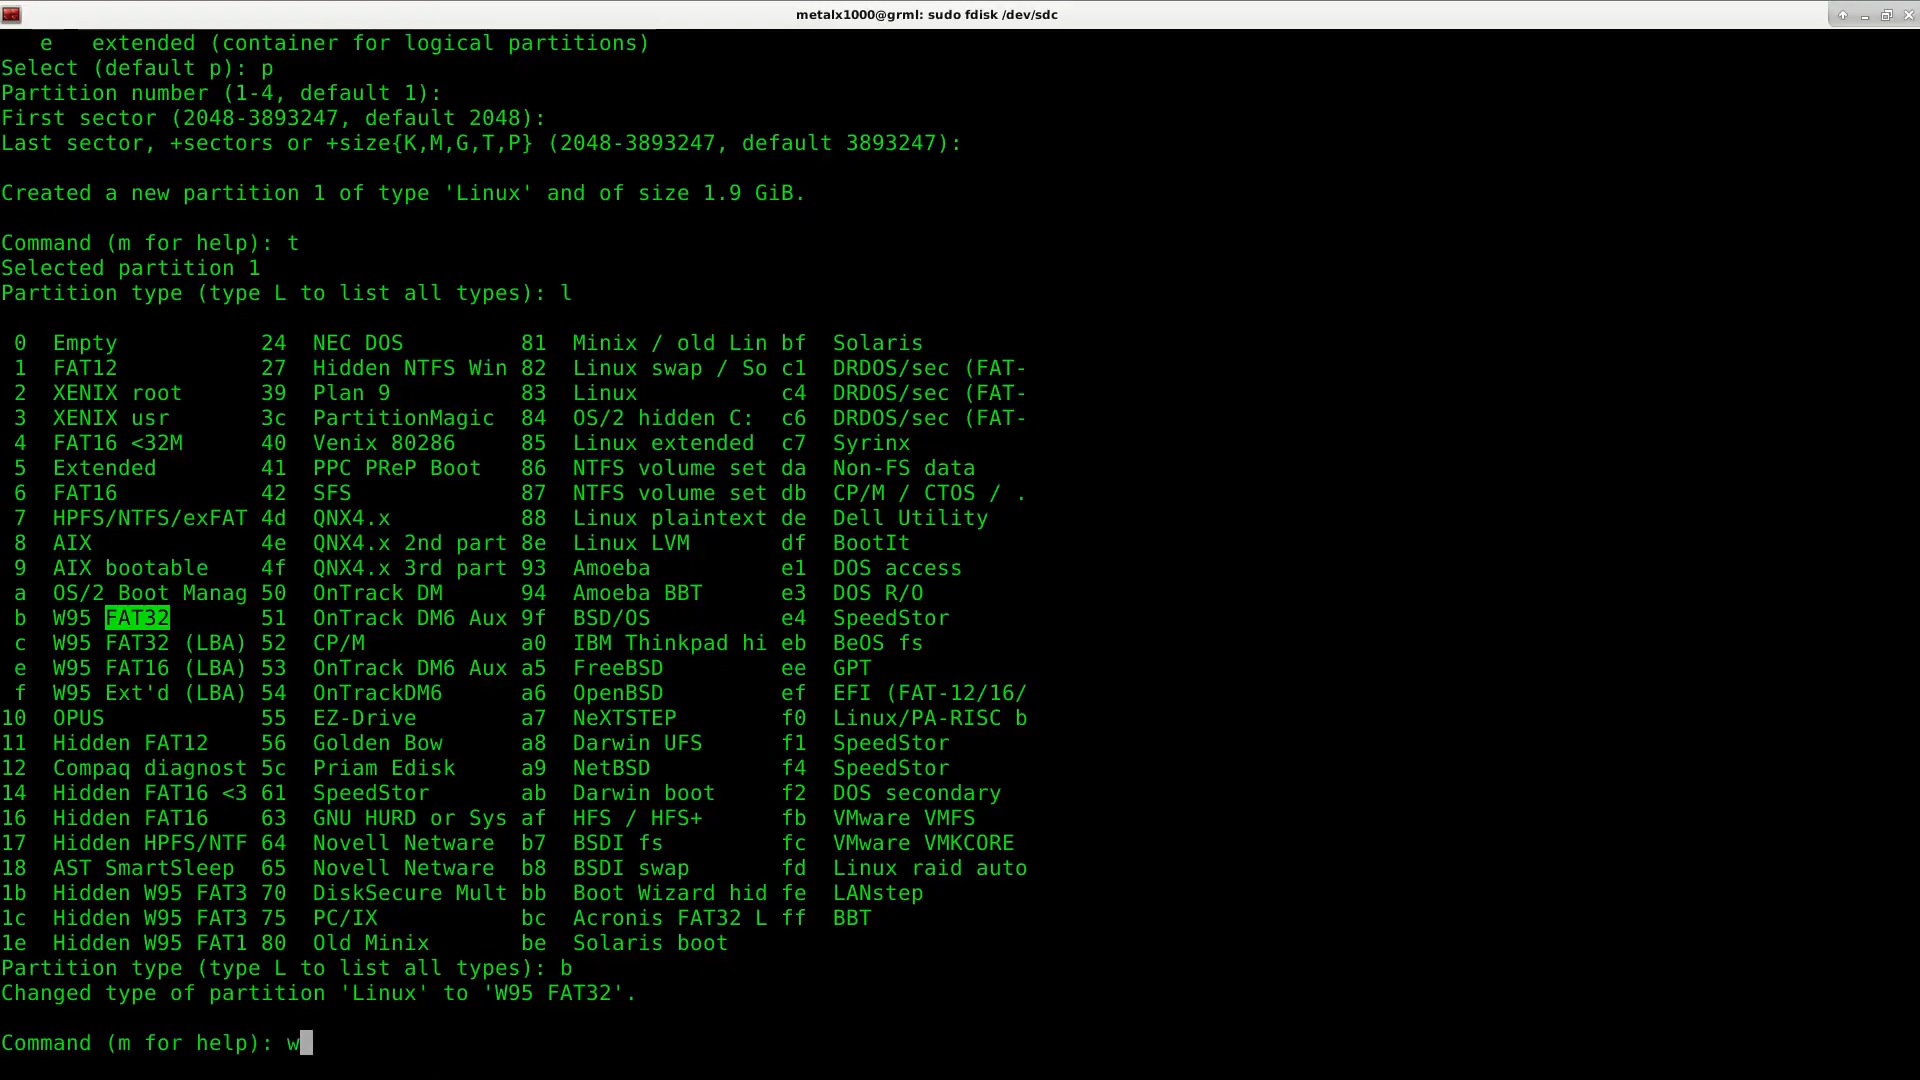 metalx1000@grml: sudo fdisk /dev/sdc
   e   extended (container for logical partitions)
Select (default p): p
Partition number (1-4, default 1):
First sector (2048-3893247, default 2048):
Last sector, +sectors or +size{K,M,G,T,P} (2048-3893247, default 3893247):
Created a new partition 1 of type 'Linux' and of size 1.9 GiB.
Command (m for help): t
Selected partition 1
Partition type (type L to list all types): l
 0  Empty           24  NEC DOS         81  Minix / old Lin bf  Solaris
 1  FAT12           27  Hidden NTFS Win 82  Linux swap / So c1  DRDOS/sec (FAT-
 2  XENIX root      39  Plan 9          83  Linux           c4  DRDOS/sec (FAT-
 3  XENIX usr       3c  PartitionMagic  84  OS/2 hidden C:  c6  DRDOS/sec (FAT-
 4  FAT16 <32M      40  Venix 80286     85  Linux extended  c7  Syrinx
 5  Extended        41  PPC PReP Boot   86  NTFS volume set da  Non-FS data
 6  FAT16           42  SFS             87  NTFS volume set db  CP/M / CTOS / .
 7  HPFS/NTFS/exFAT 4d  QNX4.x          88  Linux plaintext de  Dell Utility
 8  AIX             4e  QNX4.x 2nd part 8e  Linux LVM       df  BootIt
 9  AIX bootable    4f  QNX4.x 3rd part 93  Amoeba          e1  DOS access
 a  OS/2 Boot Manag 50  OnTrack DM      94  Amoeba BBT      e3  DOS R/O
 b  W95 FAT32       51  OnTrack DM6 Aux 9f  BSD/OS          e4  SpeedStor
 c  W95 FAT32 (LBA) 52  CP/M            a0  IBM Thinkpad hi eb  BeOS fs
 e  W95 FAT16 (LBA) 53  OnTrack DM6 Aux a5  FreeBSD         ee  GPT
 f  W95 Ext'd (LBA) 54  OnTrackDM6      a6  OpenBSD         ef  EFI (FAT-12/16/
10  OPUS            55  EZ-Drive        a7  NeXTSTEP        f0  Linux/PA-RISC b
11  Hidden FAT12    56  Golden Bow      a8  Darwin UFS      f1  SpeedStor
12  Compaq diagnost 5c  Priam Edisk     a9  NetBSD          f4  SpeedStor
14  Hidden FAT16 <3 61  SpeedStor       ab  Darwin boot     f2  DOS secondary
16  Hidden FAT16    63  GNU HURD or Sys af  HFS / HFS+      fb  VMware VMFS
17  Hidden HPFS/NTF 64  Novell Netware  b7  BSDI fs         fc  VMware VMKCORE
18  AST SmartSleep  65  Novell Netware  b8  BSDI swap       fd  Linux raid auto
1b  Hidden W95 FAT3 70  DiskSecure Mult bb  Boot Wizard hid fe  LANstep
1c  Hidden W95 FAT3 75  PC/IX           bc  Acronis FAT32 L ff  BBT
1e  Hidden W95 FAT1 80  Old Minix       be  Solaris boot
Partition type (type L to list all types): b
Changed type of partition 'Linux' to 'W95 FAT32'.
Command (m for help): w